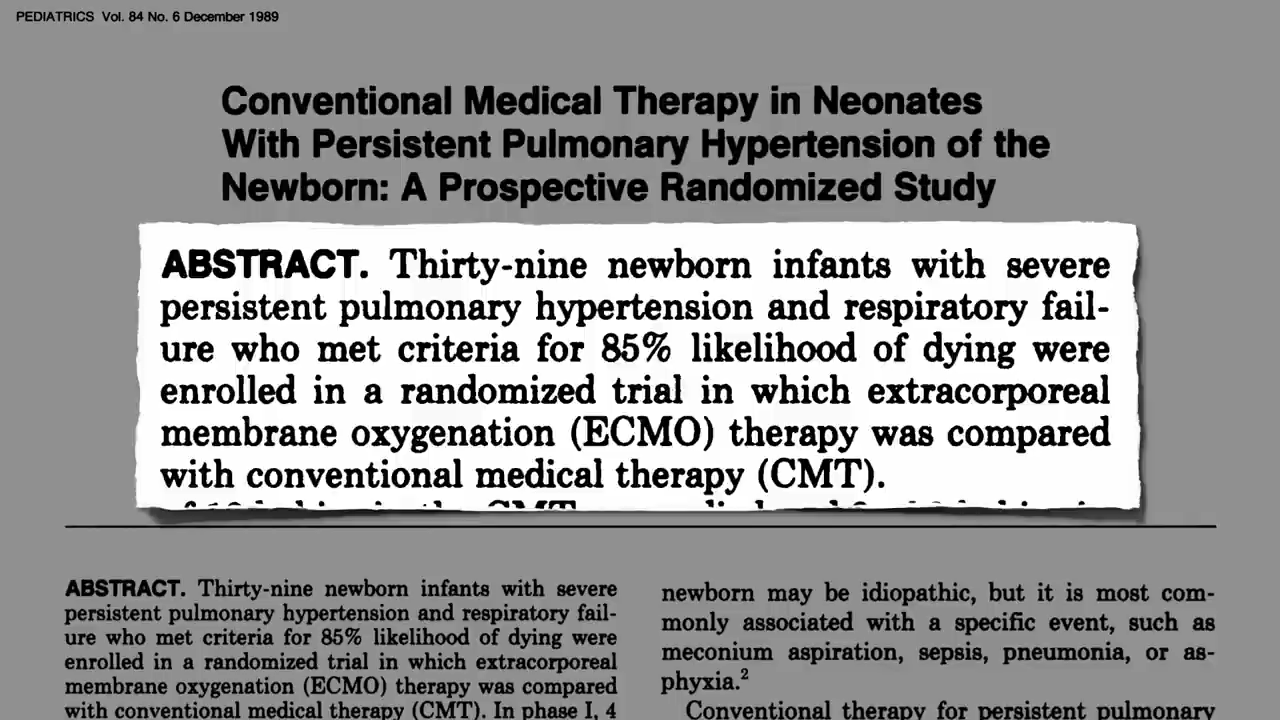 PEDIATRICS Vol. 84 No. 6 December 1989
Conventional Medical Therapy in Neonates
With Persistent Pulmonary Hypertension of the
Newborn: A Prospective Randomized Study
ABSTRACT. Thirty-nine newborn infants with severe
persistent pulmonary hypertension and respiratory fail-
ure who met criteria for 85% likelihood of dying were
enrolled in a randomized trial in which extracorporeal
membrane oxygenation (ECMO) therapy was compared
with conventional medical therapy (CMT).
ABSTRACT. Thirty-nine newborn infants with severe
persistent pulmonary hypertension and respiratory fail-
ure who met criteria for 85% likelihood of dying were
enrolled in a randomized trial in which extracorporeal
membrane oxygenation (ECMO) therapy was compared
with conventional medical therapy (CMT). In phase I, 4
newborn may be idiopathic, but it is most com-
monly associated with a specific event, such as
meconium aspiration, sepsis, pneumonia, or as-
phyxia.2
Conventional therapy for persistent pulmonary